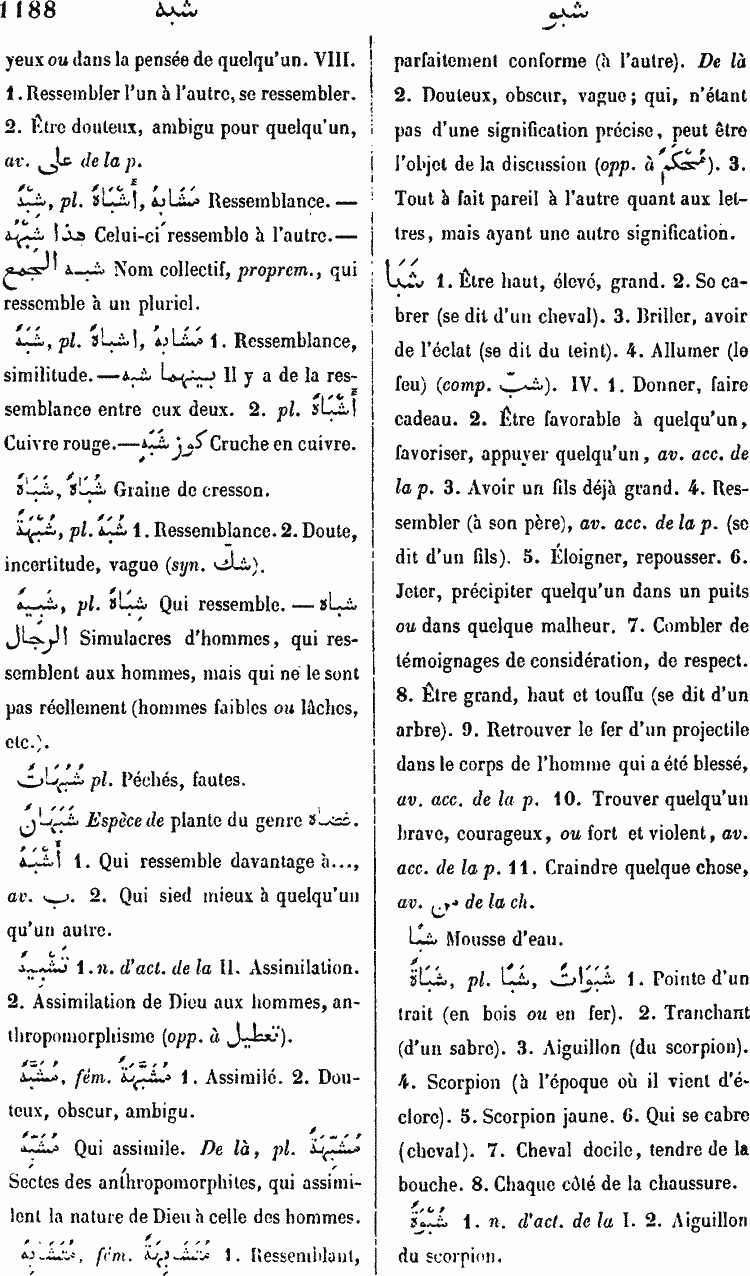 1188 شبه شبو
yeux ou dans la pensée de quelqu'un. VIII.
1. Ressembler l'un à l'autre, se ressembler.
2. Être douteux, ambigu pour quelqu'un,
av. على de la p.
شِبْهٌ, pl. أَشْبَاهٌ, مَشَابِهُ Ressemblance. —
هذا شِبْهُهُ Celui-ci ressemble à l'autre. —
شبه الجمع Nom collectif, proprem., qui
ressemble à un pluriel.
شَبَهٌ, pl. اشباهٌ, مَشَابِهُ 1. Ressemblance,
similitude. — بينهما شبه Il y a de la res-
semblance entre eux deux. 2. pl. أَشْبَاهٌ
Cuivre rouge. — كوز شَبَهٍ Cruche en cuivre.
شَبَاهٌ, شُبَاهٌ Graine de cresson.
شُبْهَةٌ, pl. شُبَهٌ 1. Ressemblance. 2. Doute,
incertitude, vague (syn. شكّ).
شَبِيهٌ, pl. شِبَاهٌ Qui ressemble. — شباه
الرجال Simulacres d'hommes, qui res-
semblent aux hommes, mais qui ne le sont
pas réellement (hommes faibles ou lâches,
etc.).
شُبُهَاتٌ pl. Péchés, fautes.
شَبَهَانٌ Espèce de plante du genre عضاه.
أَشْبَهُ 1. Qui ressemble davantage à...,
av. ب. 2. Qui sied mieux à quelqu'un
qu'un autre.
تَشْبِيهٌ 1. n. d'act. de la II. Assimilation.
2. Assimilation de Dieu aux hommes, an-
thropomorphisme (opp. à تعطيل).
مُشَبَّهٌ, fém. مُشَبَّهَةٌ 1. Assimilé. 2. Dou-
teux, obscur, ambigu.
مُشَبِّهٌ Qui assimile. De là, pl. مُشَبِّهَةٌ
Sectes des anthropomorphites, qui assimi-
lent la nature de Dieu à celle des hommes.
مُتَشَابِهٌ, fém. مُتَشَابِهَةٌ 1. Ressemblant,
parfaitement conforme (à l'autre). De là
2. Douteux, obscur, vague; qui, n'étant
pas d'une signification précise, peut être
l'objet de la discussion (opp. à مُحْكَمٌ). 3.
Tout à fait pareil à l'autre quant aux let-
tres, mais ayant une autre signification.
شَبَا 1. Être haut, élevé, grand. 2. Se ca-
brer (se dit d'un cheval). 3. Briller, avoir
de l'éclat (se dit du teint). 4. Allumer (le
feu) (comp. شبّ). IV. 1. Donner, faire
cadeau. 2. Être favorable à quelqu'un,
favoriser, appuyer quelqu'un, av. acc. de
la p. 3. Avoir un fils déjà grand. 4. Res-
sembler (à son père), av. acc. de la p. (se
dit d'un fils). 5. Éloigner, repousser. 6.
Jeter, précipiter quelqu'un dans un puits
ou dans quelque malheur. 7. Combler de
témoignages de considération, de respect.
8. Être grand, haut et touffu (se dit d'un
arbre). 9. Retrouver le fer d'un projectile
dans le corps de l'homme qui a été blessé,
av. acc. de la p. 10. Trouver quelqu'un
brave, courageux, ou fort et violent, av.
acc. de la p. 11. Craindre quelque chose,
av. من de la ch.
شَبًا Mousse d'eau.
شَبَاةٌ, pl. شَبًا, شَبَوَاتٌ 1. Pointe d'un
trait (en bois ou en fer). 2. Tranchant
(d'un sabre). 3. Aiguillon (du scorpion).
4. Scorpion (à l'époque où il vient d'é-
clore). 5. Scorpion jaune. 6. Qui se cabre
(cheval). 7. Cheval docile, tendre de la
bouche. 8. Chaque côté de la chaussure.
شَبْوَةٌ 1. n. d'act. de la I. 2. Aiguillon
du scorpion.